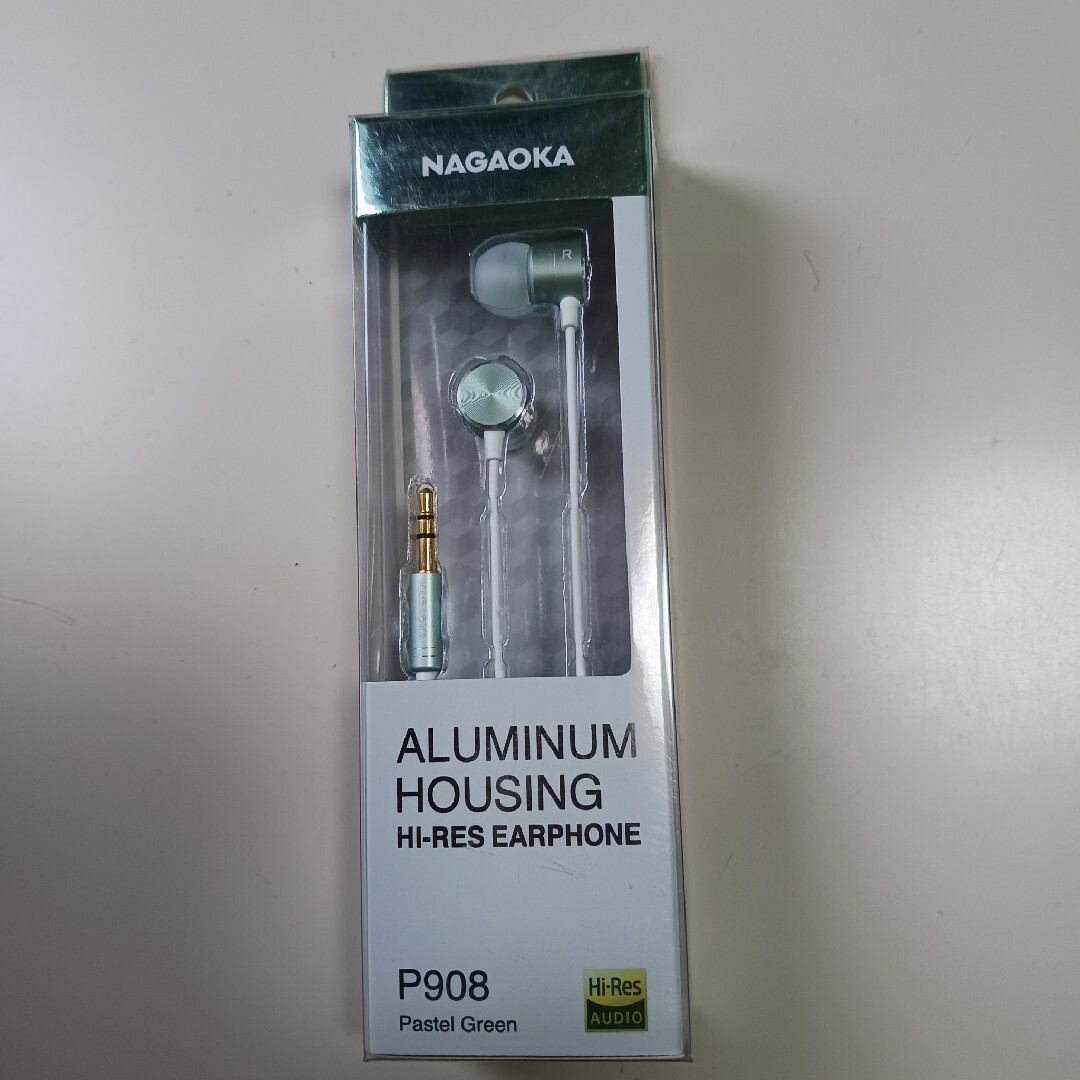 NAGAOKA
R
ALUMINUM
HOUSING
HI-RES EARPHONE
P908
Pastel Green
Hi-Res
AUDIO